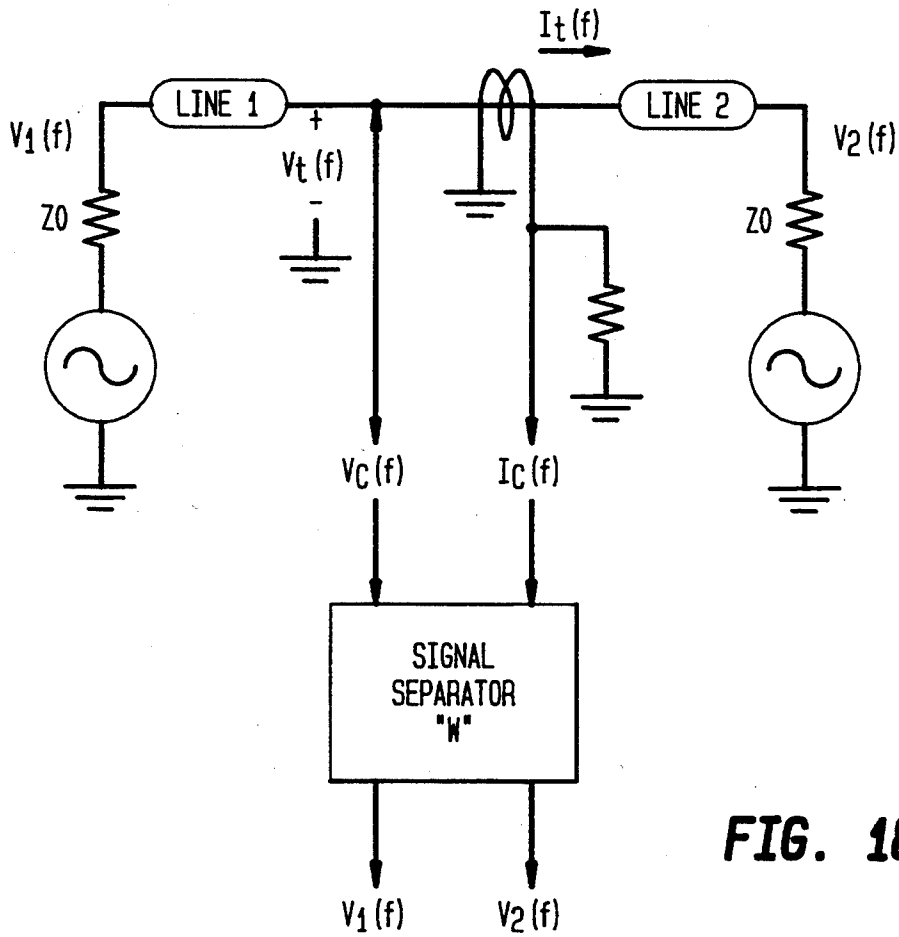 It(f)
LINE 1
LINE 2
V1(f)
+
Vt(f)
-
V2(f)
Z0
Z0
VC(f)
IC(f)
SIGNAL
SEPARATOR
"W"
FIG.
V1(f)
V2(f)